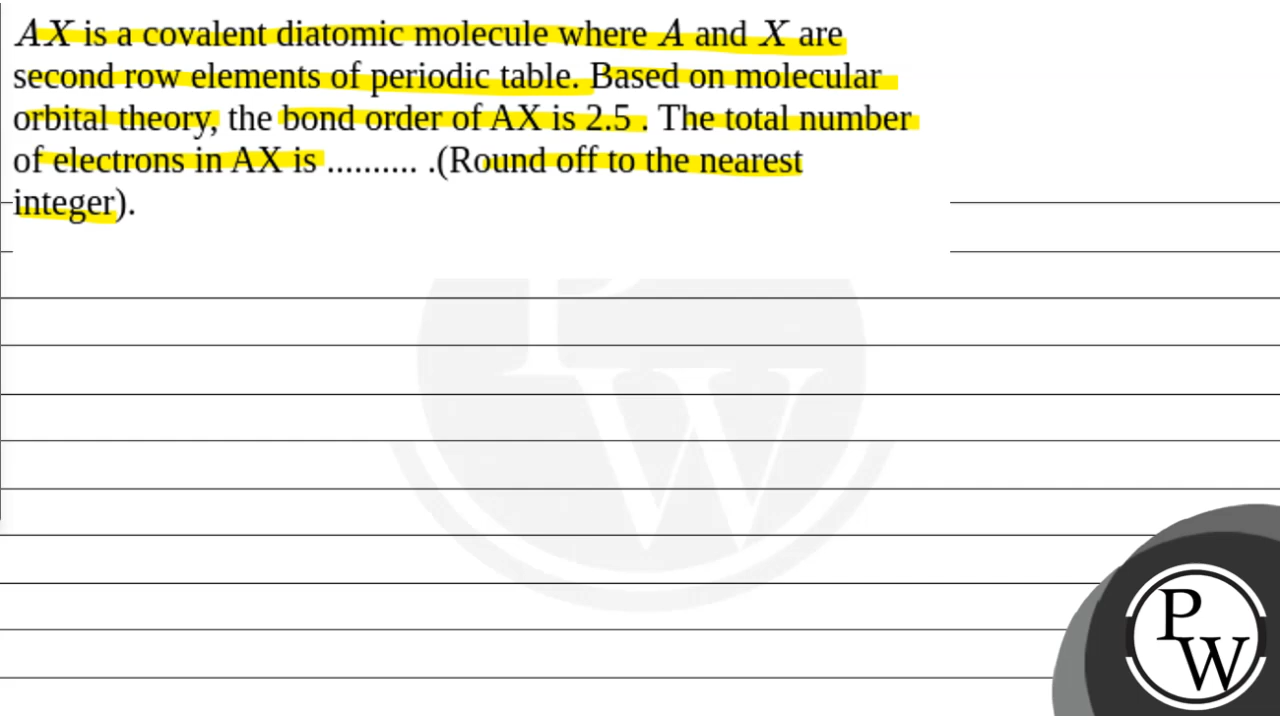 AX is a covalent diatomic molecule where A and X are
second row elements of periodic table. Based on molecular
orbital theory, the bond order of AX is 2.5 . The total number
of electrons in AX is .......... .(Round off to the nearest
integer).
P
W
P
W